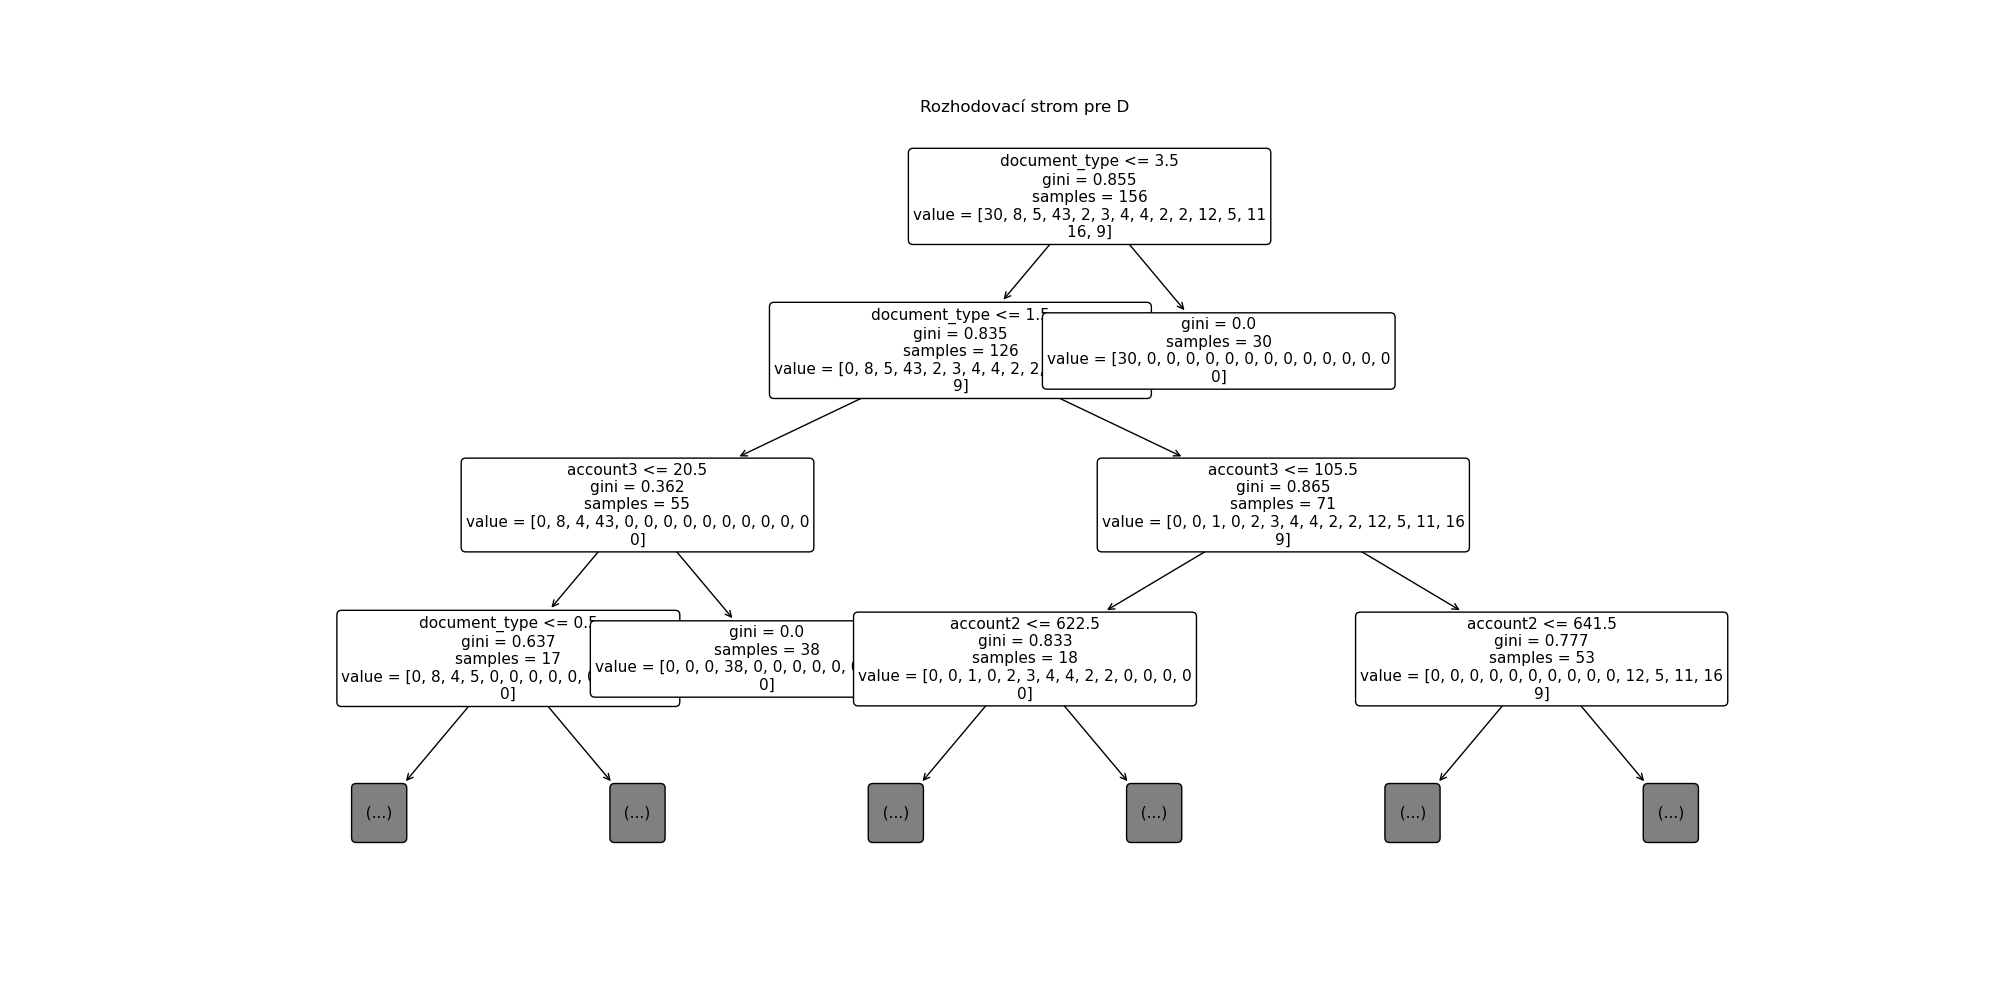 Rozhodovací strom pre D
document_type <= 3.5
gini = 0.855
samples = 156
value = [30, 8, 5, 43, 2, 3, 4, 4, 2, 2, 12, 5, 11
16, 9]
document_type <= 1.5
gini = 0.835
samples = 126
value = [0, 8, 5, 43, 2, 3, 4, 4, 2, 2,
9]
gini = 0.0
samples = 30
value = [30, 0, 0, 0, 0, 0, 0, 0, 0, 0, 0, 0, 0, 0
0]
account3 <= 20.5
gini = 0.362
samples = 55
value = [0, 8, 4, 43, 0, 0, 0, 0, 0, 0, 0, 0, 0, 0
0]
account3 <= 105.5
gini = 0.865
samples = 71
value = [0, 0, 1, 0, 2, 3, 4, 4, 2, 2, 12, 5, 11, 16
9]
document_type <= 0.5
gini = 0.637
samples = 17
value = [0, 8, 4, 5, 0, 0, 0, 0, 0,
0]
gini = 0.0
samples = 38
value = [0, 0, 0, 38, 0, 0, 0, 0, 0,
0]
account2 <= 622.5
gini = 0.833
samples = 18
value = [0, 0, 1, 0, 2, 3, 4, 4, 2, 2, 0, 0, 0, 0
0]
account2 <= 641.5
gini = 0.777
samples = 53
value = [0, 0, 0, 0, 0, 0, 0, 0, 0, 0, 12, 5, 11, 16
9]
(...)
(...)
(...)
(...)
(...)
(...)